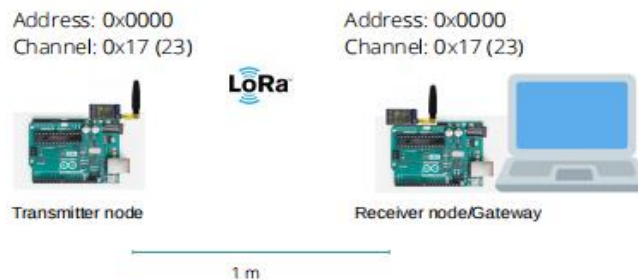 Address: 0x0000
Channel: 0x17 (23)
Address: 0x0000
Channel: 0x17 (23)
LoRa
Transmitter node
Receiver node/Gateway
1 m